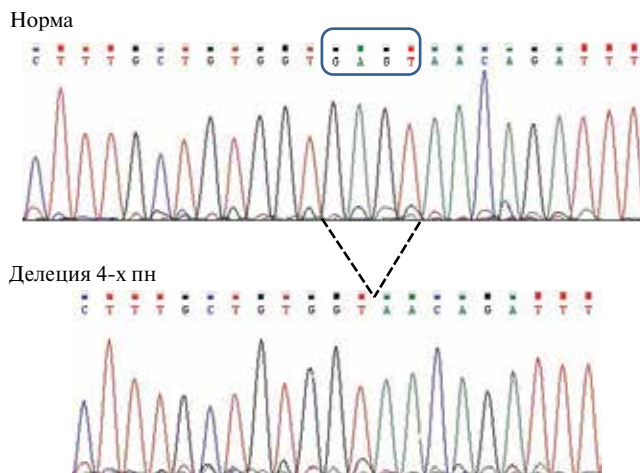 Норма
C T T T G C T G T G G T G A G T A A C A G A T T T
Делеция 4-х пн
C T T T G C T G T G G T A A C A G A T T T